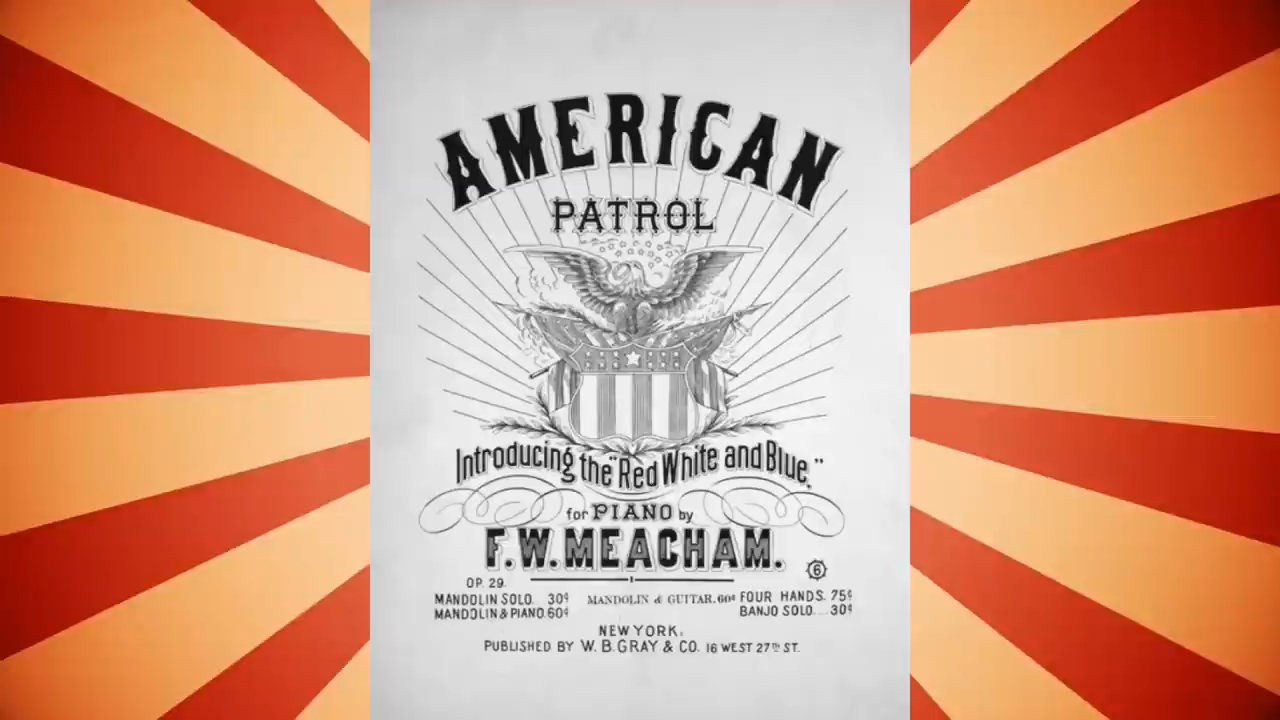 AMERICAN
PATROL
Introducing the "Red White and Blue,"
for PIANO by
F.W. MEACHAM.
6
OP. 29.
MANDOLIN SOLO. 30¢ MANDOLIN & GUITAR. 60¢ FOUR HANDS. 75¢
MANDOLIN & PIANO. 60¢ BANJO SOLO.... 30¢
NEW YORK,
PUBLISHED BY W. B. GRAY & CO. 16 WEST 27TH ST.